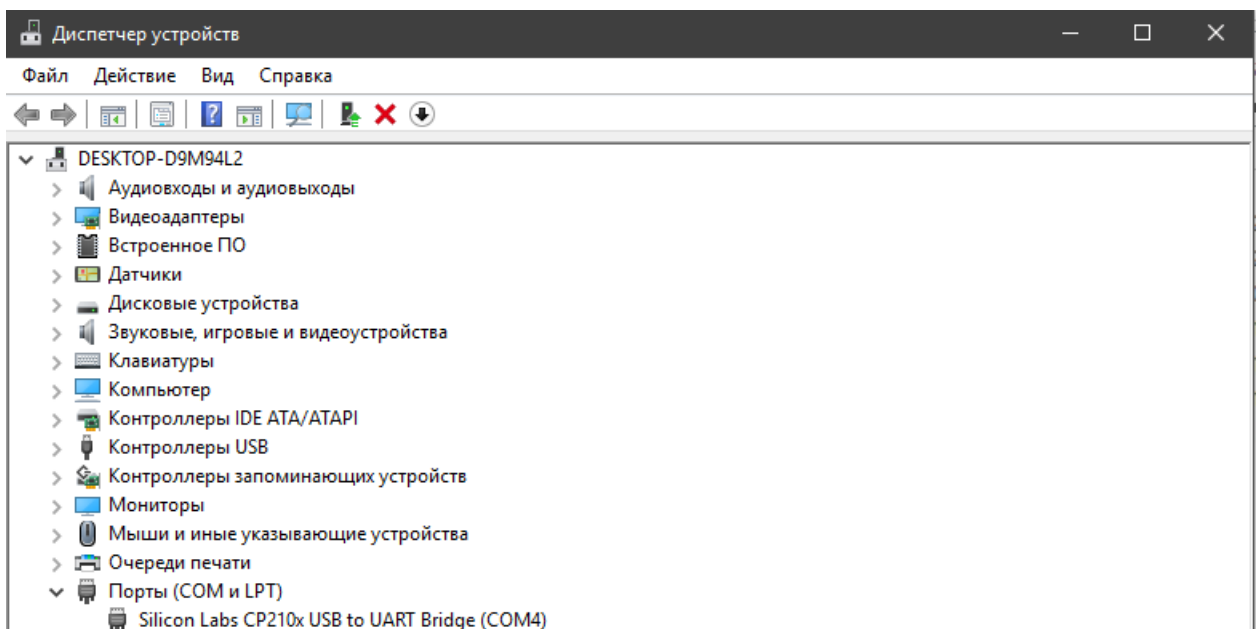 Диспетчер устройств
Файл Действие Вид Справка
DESKTOP-D9M94L2
Аудиовходы и аудиовыходы
Видеоадаптеры
Встроенное ПО
Датчики
Дисковые устройства
Звуковые, игровые и видеоустройства
Клавиатуры
Компьютер
Контроллеры IDE ATA/ATAPI
Контроллеры USB
Контроллеры запоминающих устройств
Мониторы
Мыши и иные указывающие устройства
Очереди печати
Порты (COM и LPT)
Silicon Labs CP210x USB to UART Bridge (COM4)